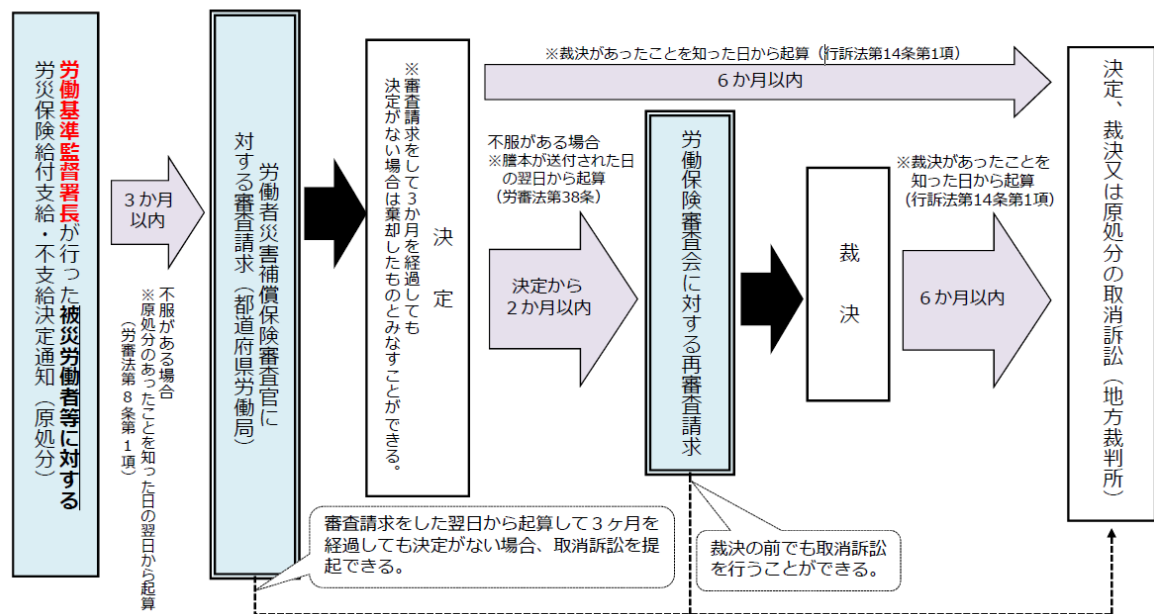 労働基準監督署長が行った被災労働者等に対する
労災保険給付支給・不支給決定通知（原処分）
3か月
以内
不服がある場合
※原処分のあったことを知った日の翌日から起算
（労審法第8条第1項）
労働者災害補償保険審査官に
対する審査請求（都道府県労働局）
決定
※審査請求をして3か月を経過しても
決定がない場合は棄却したものとみなすことができる。
※裁決があったことを知った日から起算（行訴法第14条第1項）
6か月以内
不服がある場合
※謄本が送付された日
の翌日から起算
（労審法第38条）
決定から
2か月以内
労働保険審査会に対する再審査請求
裁決
※裁決があったことを
知った日から起算
（行訴法第14条第1項）
6か月以内
決定、裁決又は原処分の取消訴訟（地方裁判所）
審査請求をした翌日から起算して3ヶ月を
経過しても決定がない場合、取消訴訟を提
起できる。
裁決の前でも取消訴訟
を行うことができる。